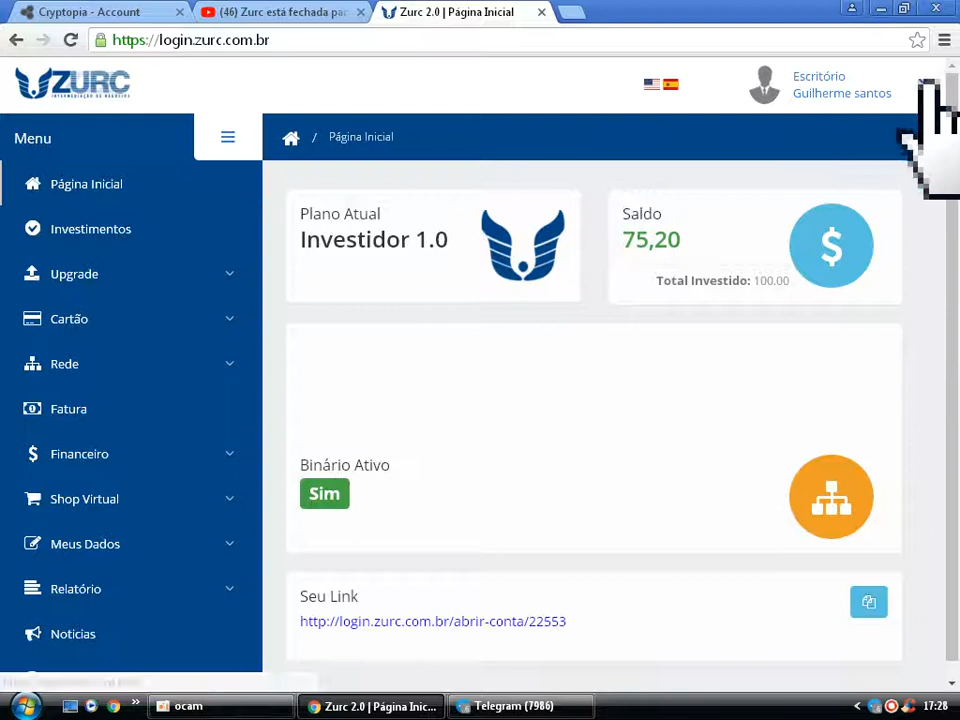 Cryptopia - Account
(46) Zurc está fechada par
Zurc 2.0 | Página Inicial
https://login.zurc.com.br
ZURC
INTERMEDIAÇÃO DE NEGÓCIOS
Escritório
Guilherme santos
Menu
/ Página Inicial
Página Inicial
Investimentos
Upgrade
Cartão
Rede
Fatura
Financeiro
Shop Virtual
Meus Dados
Relatório
Noticias
Plano Atual
Investidor 1.0
Saldo
75,20
$
Total Investido: 100.00
Binário Ativo
Sim
Seu Link
http://login.zurc.com.br/abrir-conta/22553
ocam
Zurc 2.0 | Página Inic...
Telegram (7986)
17:28